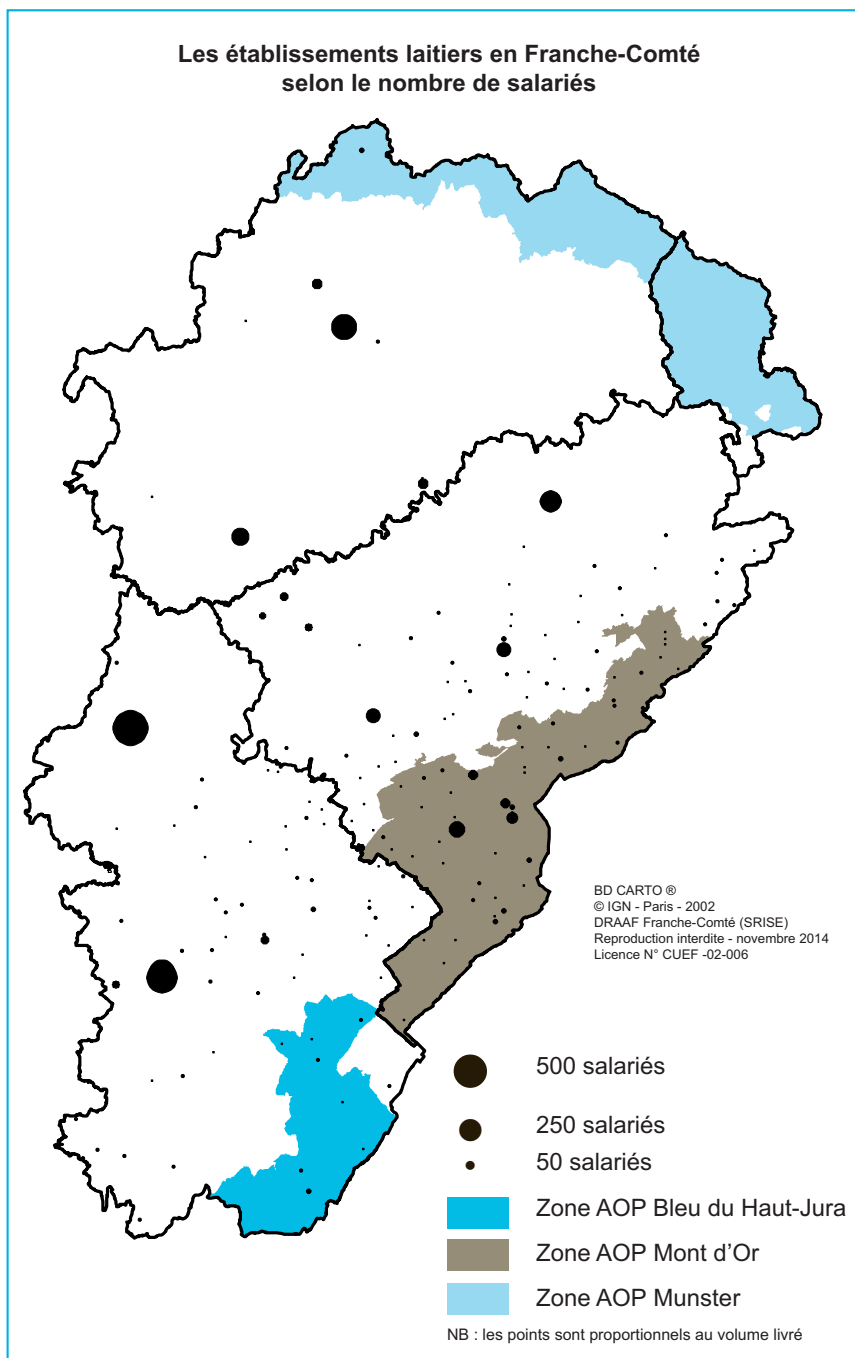 Les établissements laitiers en Franche-Comté
selon le nombre de salariés
BD CARTO ®
© IGN - Paris - 2002
DRAAF Franche-Comté (SRISE)
Reproduction interdite - novembre 2014
Licence N° CUEF -02-006
500 salariés
250 salariés
50 salariés
Zone AOP Bleu du Haut-Jura
Zone AOP Mont d’Or
Zone AOP Munster
NB : les points sont proportionnels au volume livré